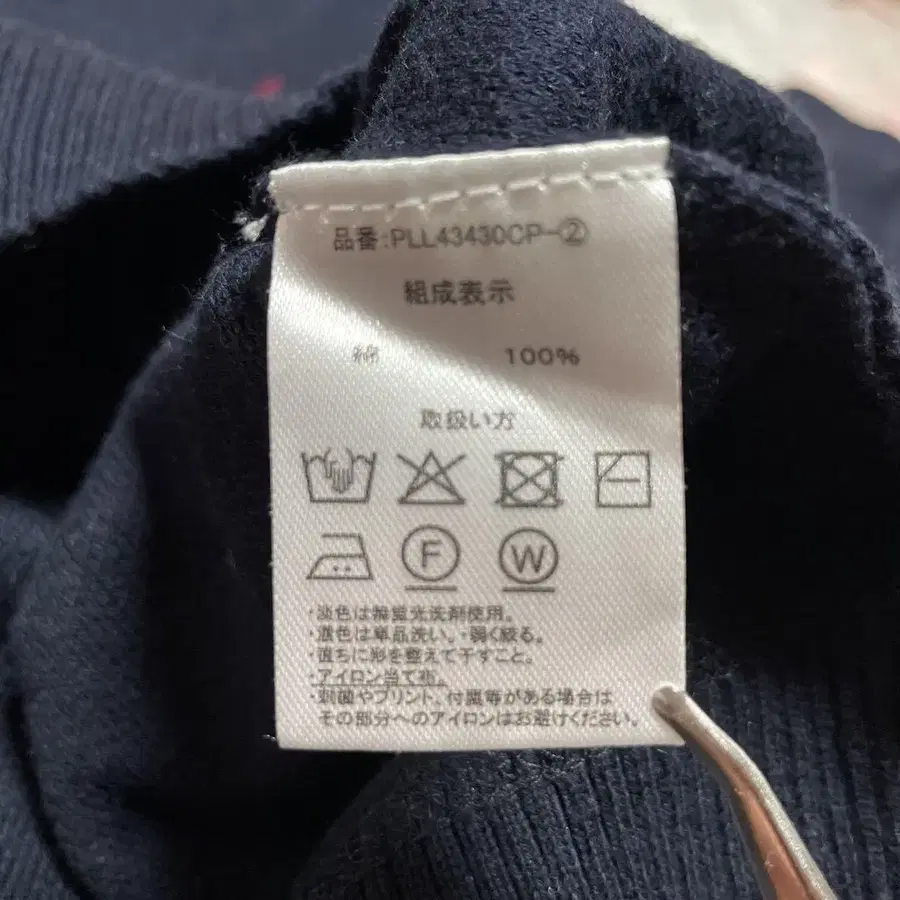 品番:PLL43430CP-②
組成表示
綿 100%
取扱い方
F W
・淡色は無蛍光洗剤使用。
・濃色は単品洗い。・弱く絞る。
・直ちに形を整えて干すこと。
・アイロン当て布。
・刺繍やプリント、付属等がある場合は
その部分へのアイロンはお避けください。